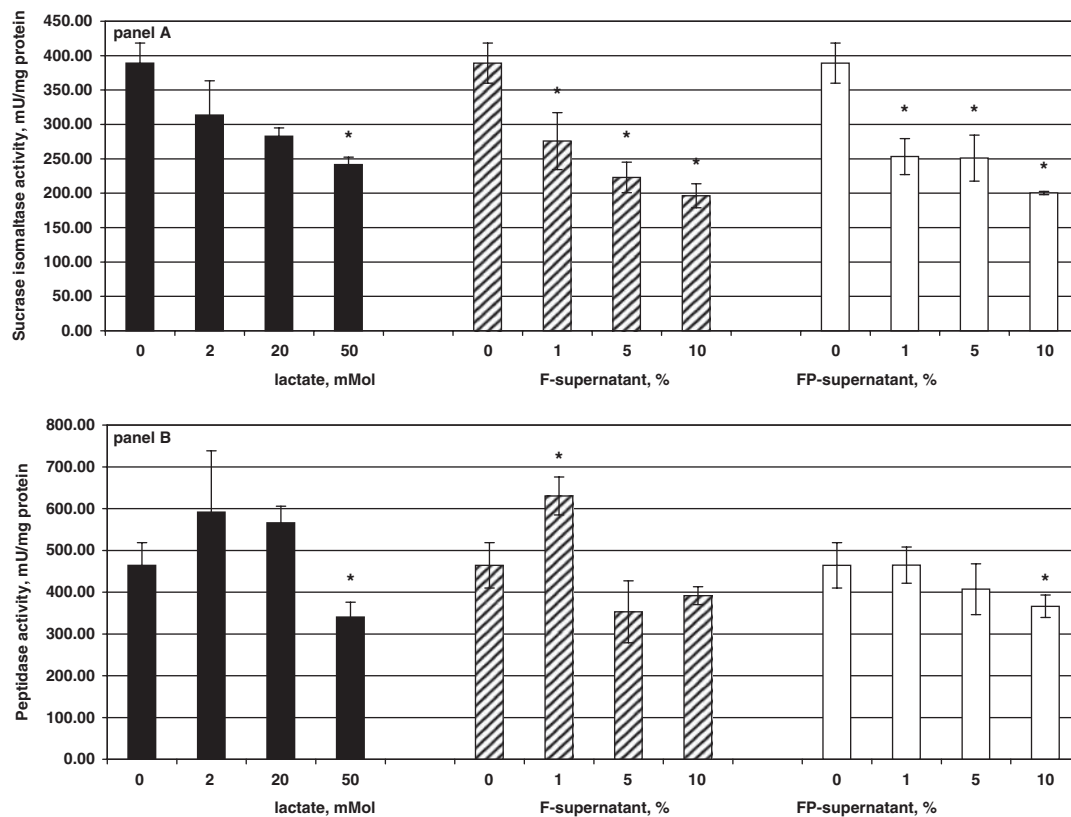 panel A
Sucrase isomaltase activity, mU/mg protein
450.00
400.00
350.00
300.00
250.00
200.00
150.00
100.00
50.00
0.00
* * * * * * *
0 2 20 50 0 1 5 10 0 1 5 10
lactate, mMol F-supernatant, % FP-supernatant, %
panel B
Peptidase activity, mU/mg protein
800.00
700.00
600.00
500.00
400.00
300.00
200.00
100.00
0.00
* * *
0 2 20 50 0 1 5 10 0 1 5 10
lactate, mMol F-supernatant, % FP-supernatant, %